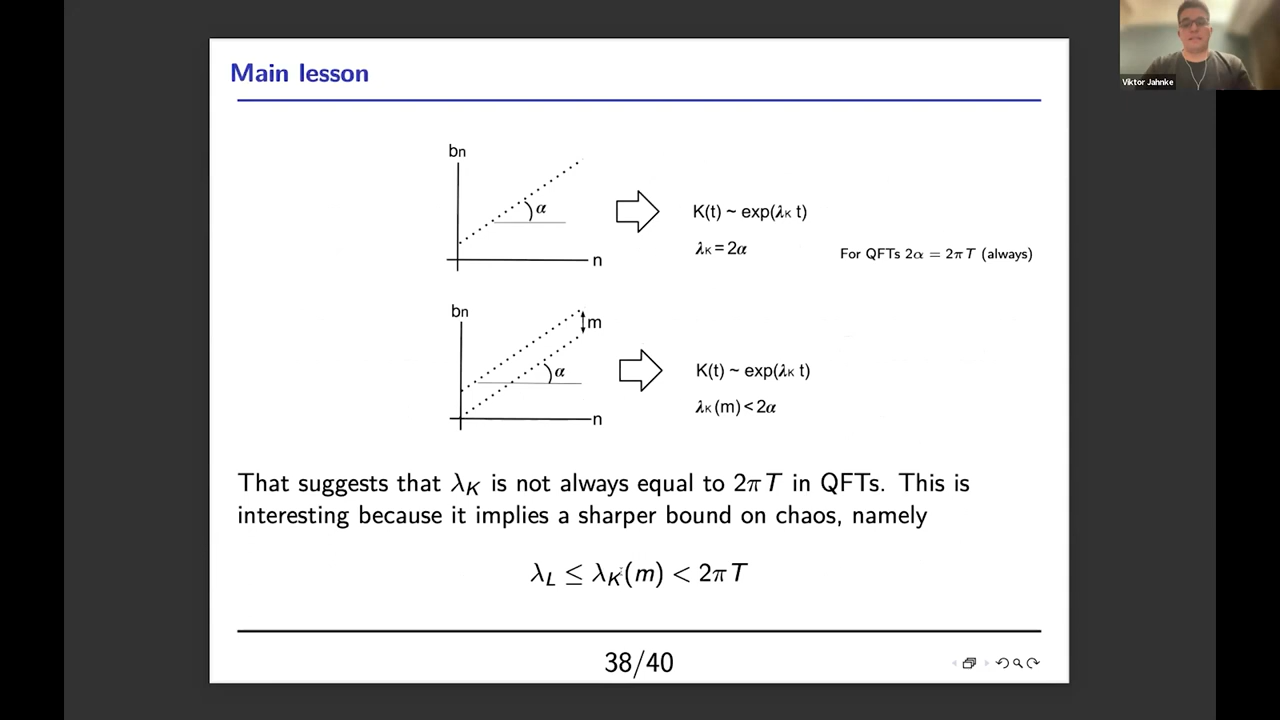 Main lesson
Viktor Jahnke
bn
α
n
K(t) ~ exp(λK t)
λK = 2α
For QFTs 2α = 2πT (always)
bn
m
α
n
K(t) ~ exp(λK t)
λK (m) < 2α
That suggests that λK is not always equal to 2πT in QFTs. This is
interesting because it implies a sharper bound on chaos, namely
λL ≤ λK(m) < 2πT
38/40